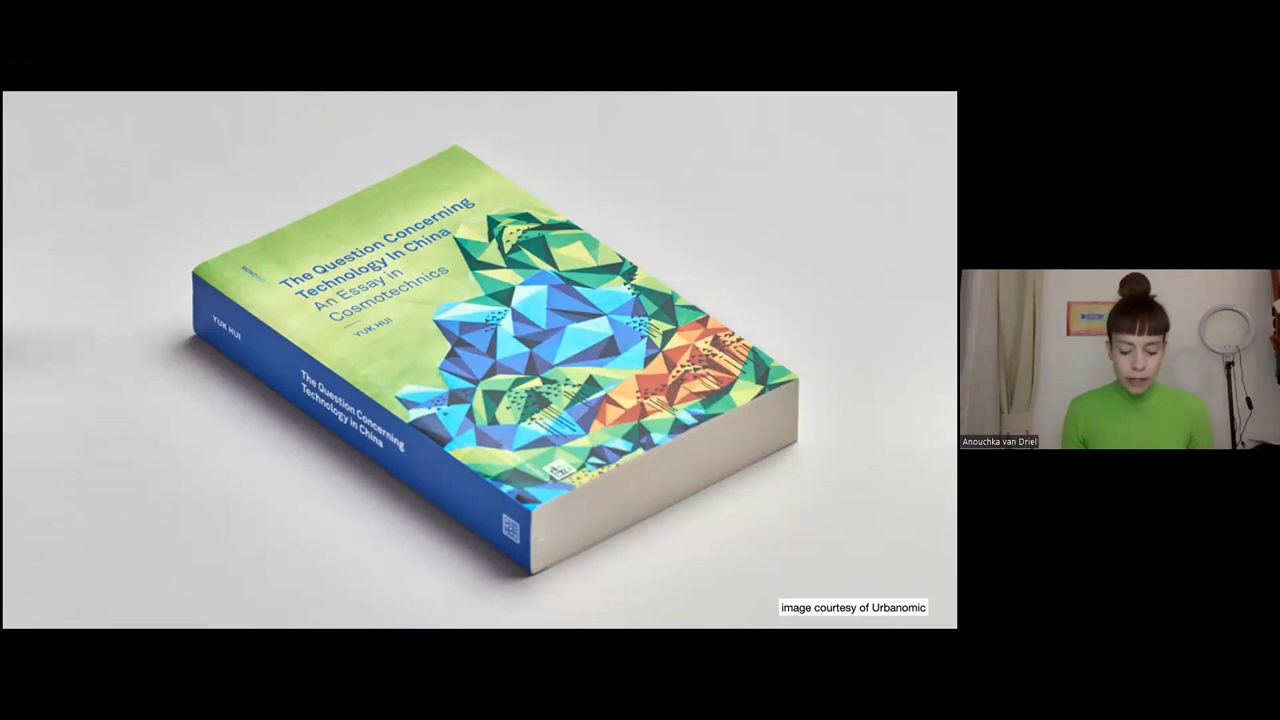 The Question Concerning
Technology In China
An Essay in
Cosmotechnics
YUK HUI
YUK HUI
The Question Concerning
Technology in China
image courtesy of Urbanomic
Anouchka van Driel